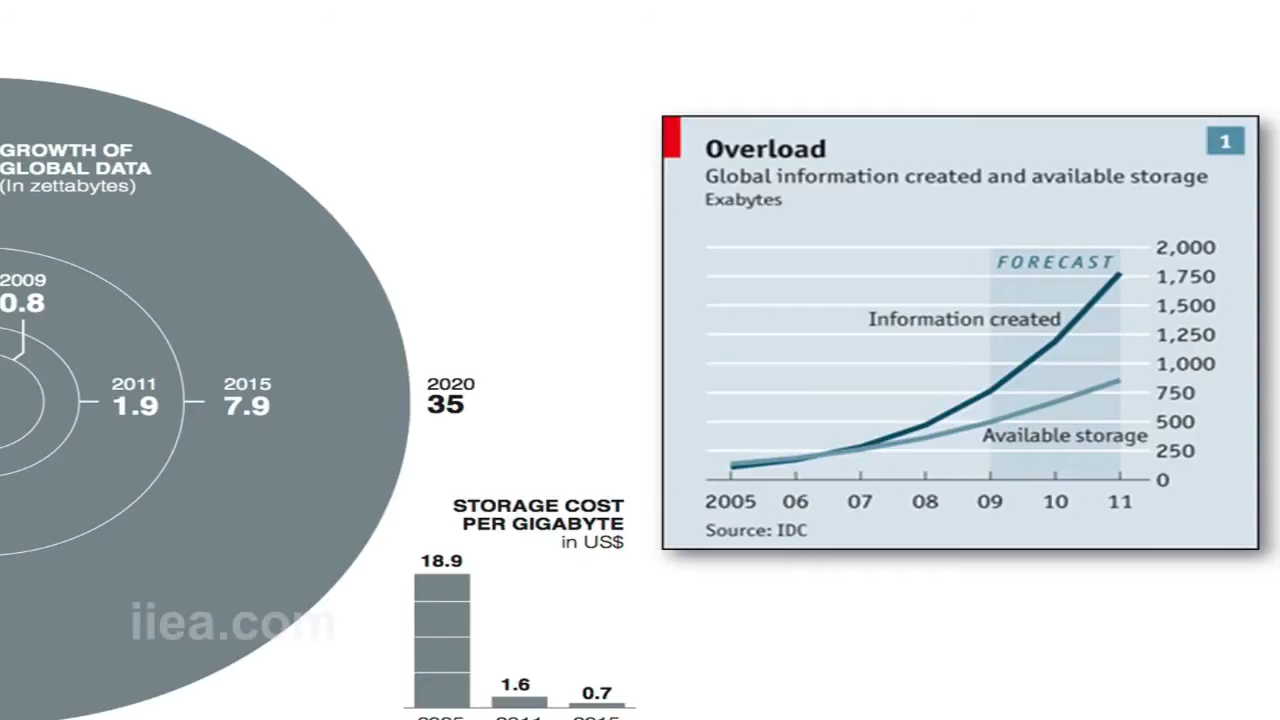 GROWTH OF
GLOBAL DATA
(In zettabytes)
2009
0.8
2011
1.9
2015
7.9
2020
35
STORAGE COST
PER GIGABYTE
in US$
18.9
1.6
0.7
2005 2011 2015
iiea.com
Overload
1
Global information created and available storage
Exabytes
FORECAST
Information created
Available storage
2,000
1,750
1,500
1,250
1,000
750
500
250
0
2005 06 07 08 09 10 11
Source: IDC